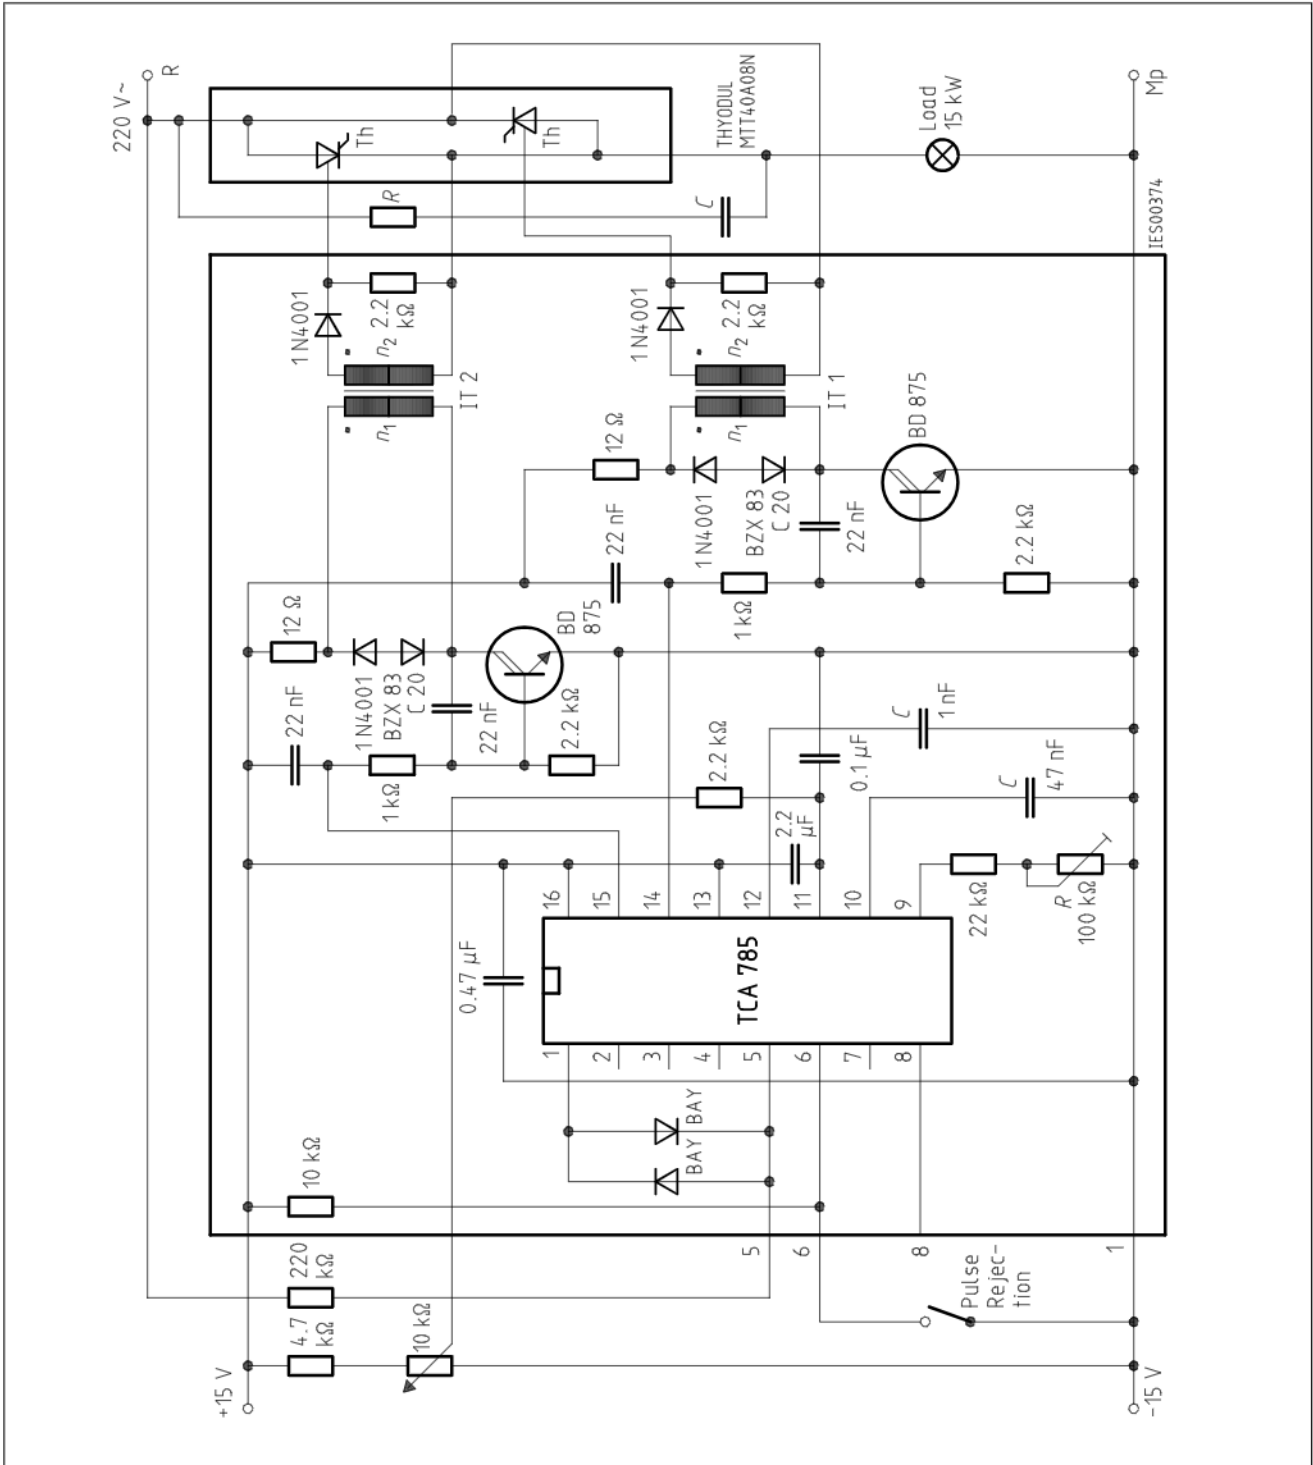 220 V~
R
Th
Th
THYODUL
MTT40A08N
Load
15 kW
Mp
R
C
IES00374
1N4001
2.2
kΩ
n2
n1
IT 2
1N4001
2.2
kΩ
n2
n1
IT 1
12 Ω
1N4001
BZX 83
C 20
22 nF
BD 875
22 nF
1kΩ
2.2 kΩ
12 Ω
22 nF
1N4001
BZX 83
C 20
1kΩ
22 nF
BD
875
2.2 kΩ
2.2 kΩ
0.1 μF
C
1 nF
C
47 nF
2.2
μF
22 kΩ
R
100 kΩ
0.47 μF
16
15
14
13
12
11
10
9
TCA 785
1
2
3
4
5
6
7
8
BAY
BAY
10 kΩ
220
kΩ
4.7
kΩ
10 kΩ
5
6
8
1
Pulse
Rejec-
tion
+15 V
-15 V